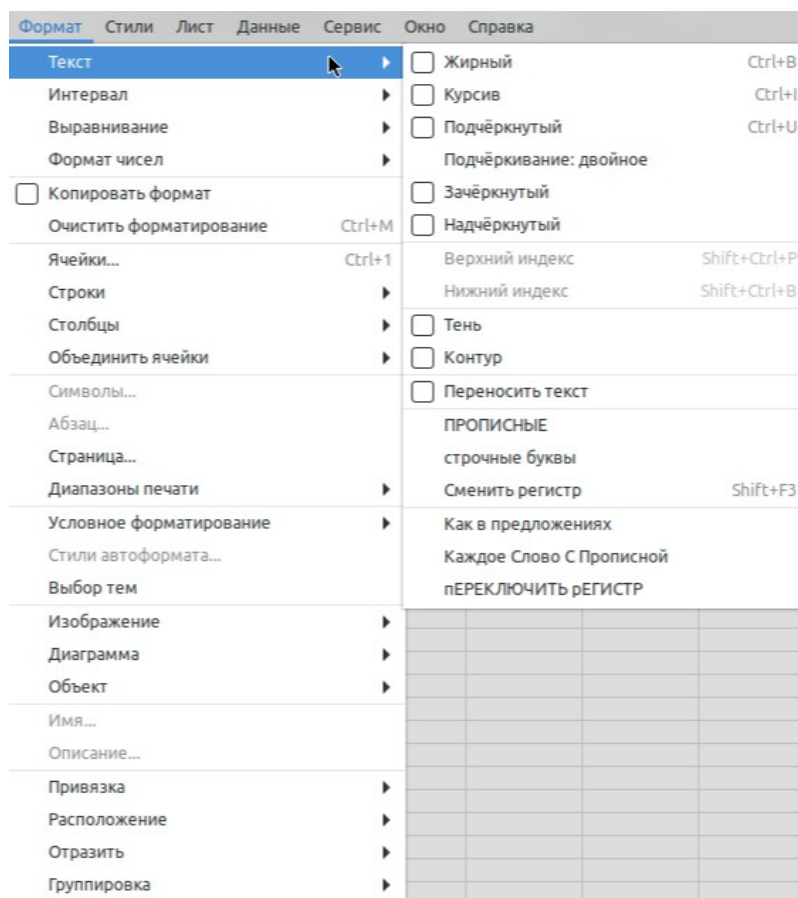 Формат Стили Лист Данные Сервис Окно Справка
Текст
Интервал
Выравнивание
Формат чисел
Копировать формат
Очистить форматирование Ctrl+M
Ячейки... Ctrl+1
Строки
Столбцы
Объединить ячейки
Символы...
Абзац...
Страница...
Диапазоны печати
Условное форматирование
Стили автоформата...
Выбор тем
Изображение
Диаграмма
Объект
Имя...
Описание...
Привязка
Расположение
Отразить
Группировка
Жирный Ctrl+B
Курсив Ctrl+I
Подчёркнутый Ctrl+U
Подчёркивание: двойное
Зачёркнутый
Надчёркнутый
Верхний индекс Shift+Ctrl+P
Нижний индекс Shift+Ctrl+B
Тень
Контур
Переносить текст
ПРОПИСНЫЕ
строчные буквы
Сменить регистр Shift+F3
Как в предложениях
Каждое Слово С Прописной
пЕРЕКЛЮЧИТЬ рЕГИСТР